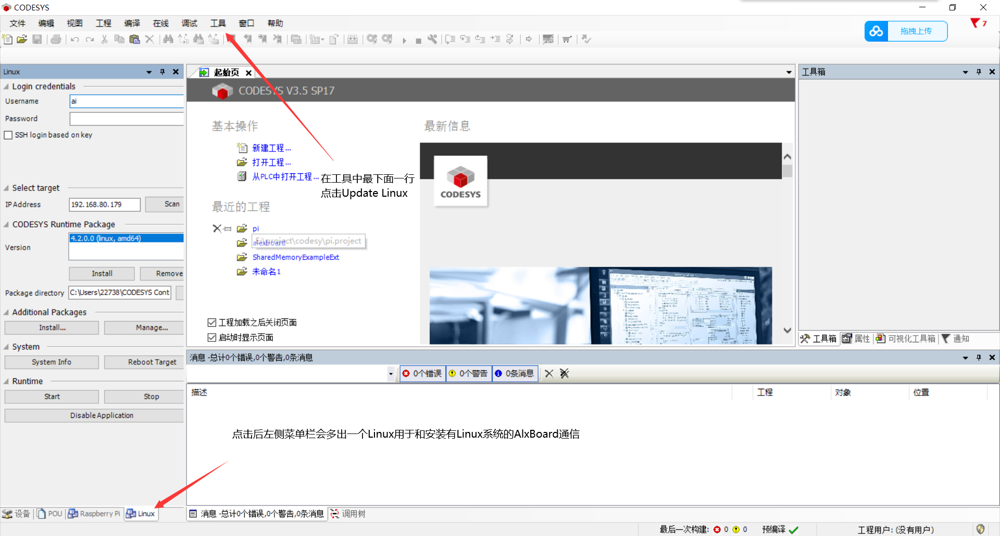 CODESYS
文件 编辑 视图 工程 编译 在线 调试 工具 窗口 帮助
拖拽上传
7
Linux
Login credentials
Username ai
Password
SSH login based on key
Select target
IP Address 192.168.80.179 Scan
CODESYS Runtime Package
4.2.0.0 (linux, amd64)
Version
Install Remove
Package directory C:\Users\22738\CODESYS Cont
Additional Packages
Install... Manage...
System
System Info Reboot Target
Runtime
Start Stop
Disable Application
设备 POU Raspberry Pi Linux
起始页
CODESYS V3.5 SP17
基本操作
新建工程...
打开工程...
从PLC中打开工程...
在工具中最下面一行
点击Update Linux
最近的工程
pi
E:\project\codesy\pi.project
alexboard
SharedMemoryExampleExt
未命名1
工程加载之后关闭页面
启动时显示页面
最新信息
CODESYS
工具箱
工具箱 属性 可视化工具箱 通知
消息 -总计0个错误,0个警告,0条消息
0个错误 0个警告 0条消息
描述 工程 对象 位置
点击后左侧菜单栏会多出一个Linux用于和安装有Linux系统的AlxBoard通信
消息 -总计0个错误,0个警告,0条消息 调用树
最后一次构建: 0 0 预编译 工程用户: (没有用户)